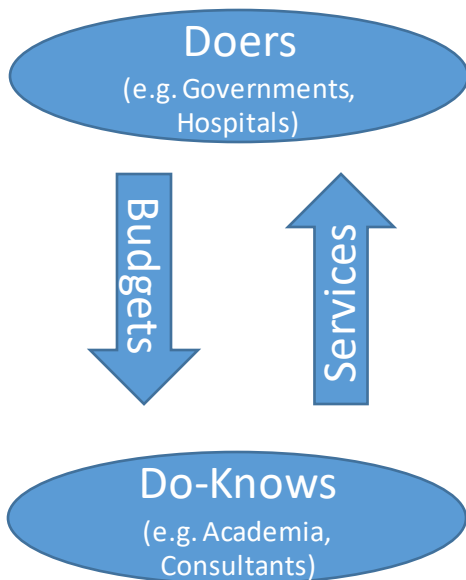 Doers
(e.g. Governments,
Hospitals)
Budgets
Services
Do-Knows
(e.g. Academia,
Consultants)